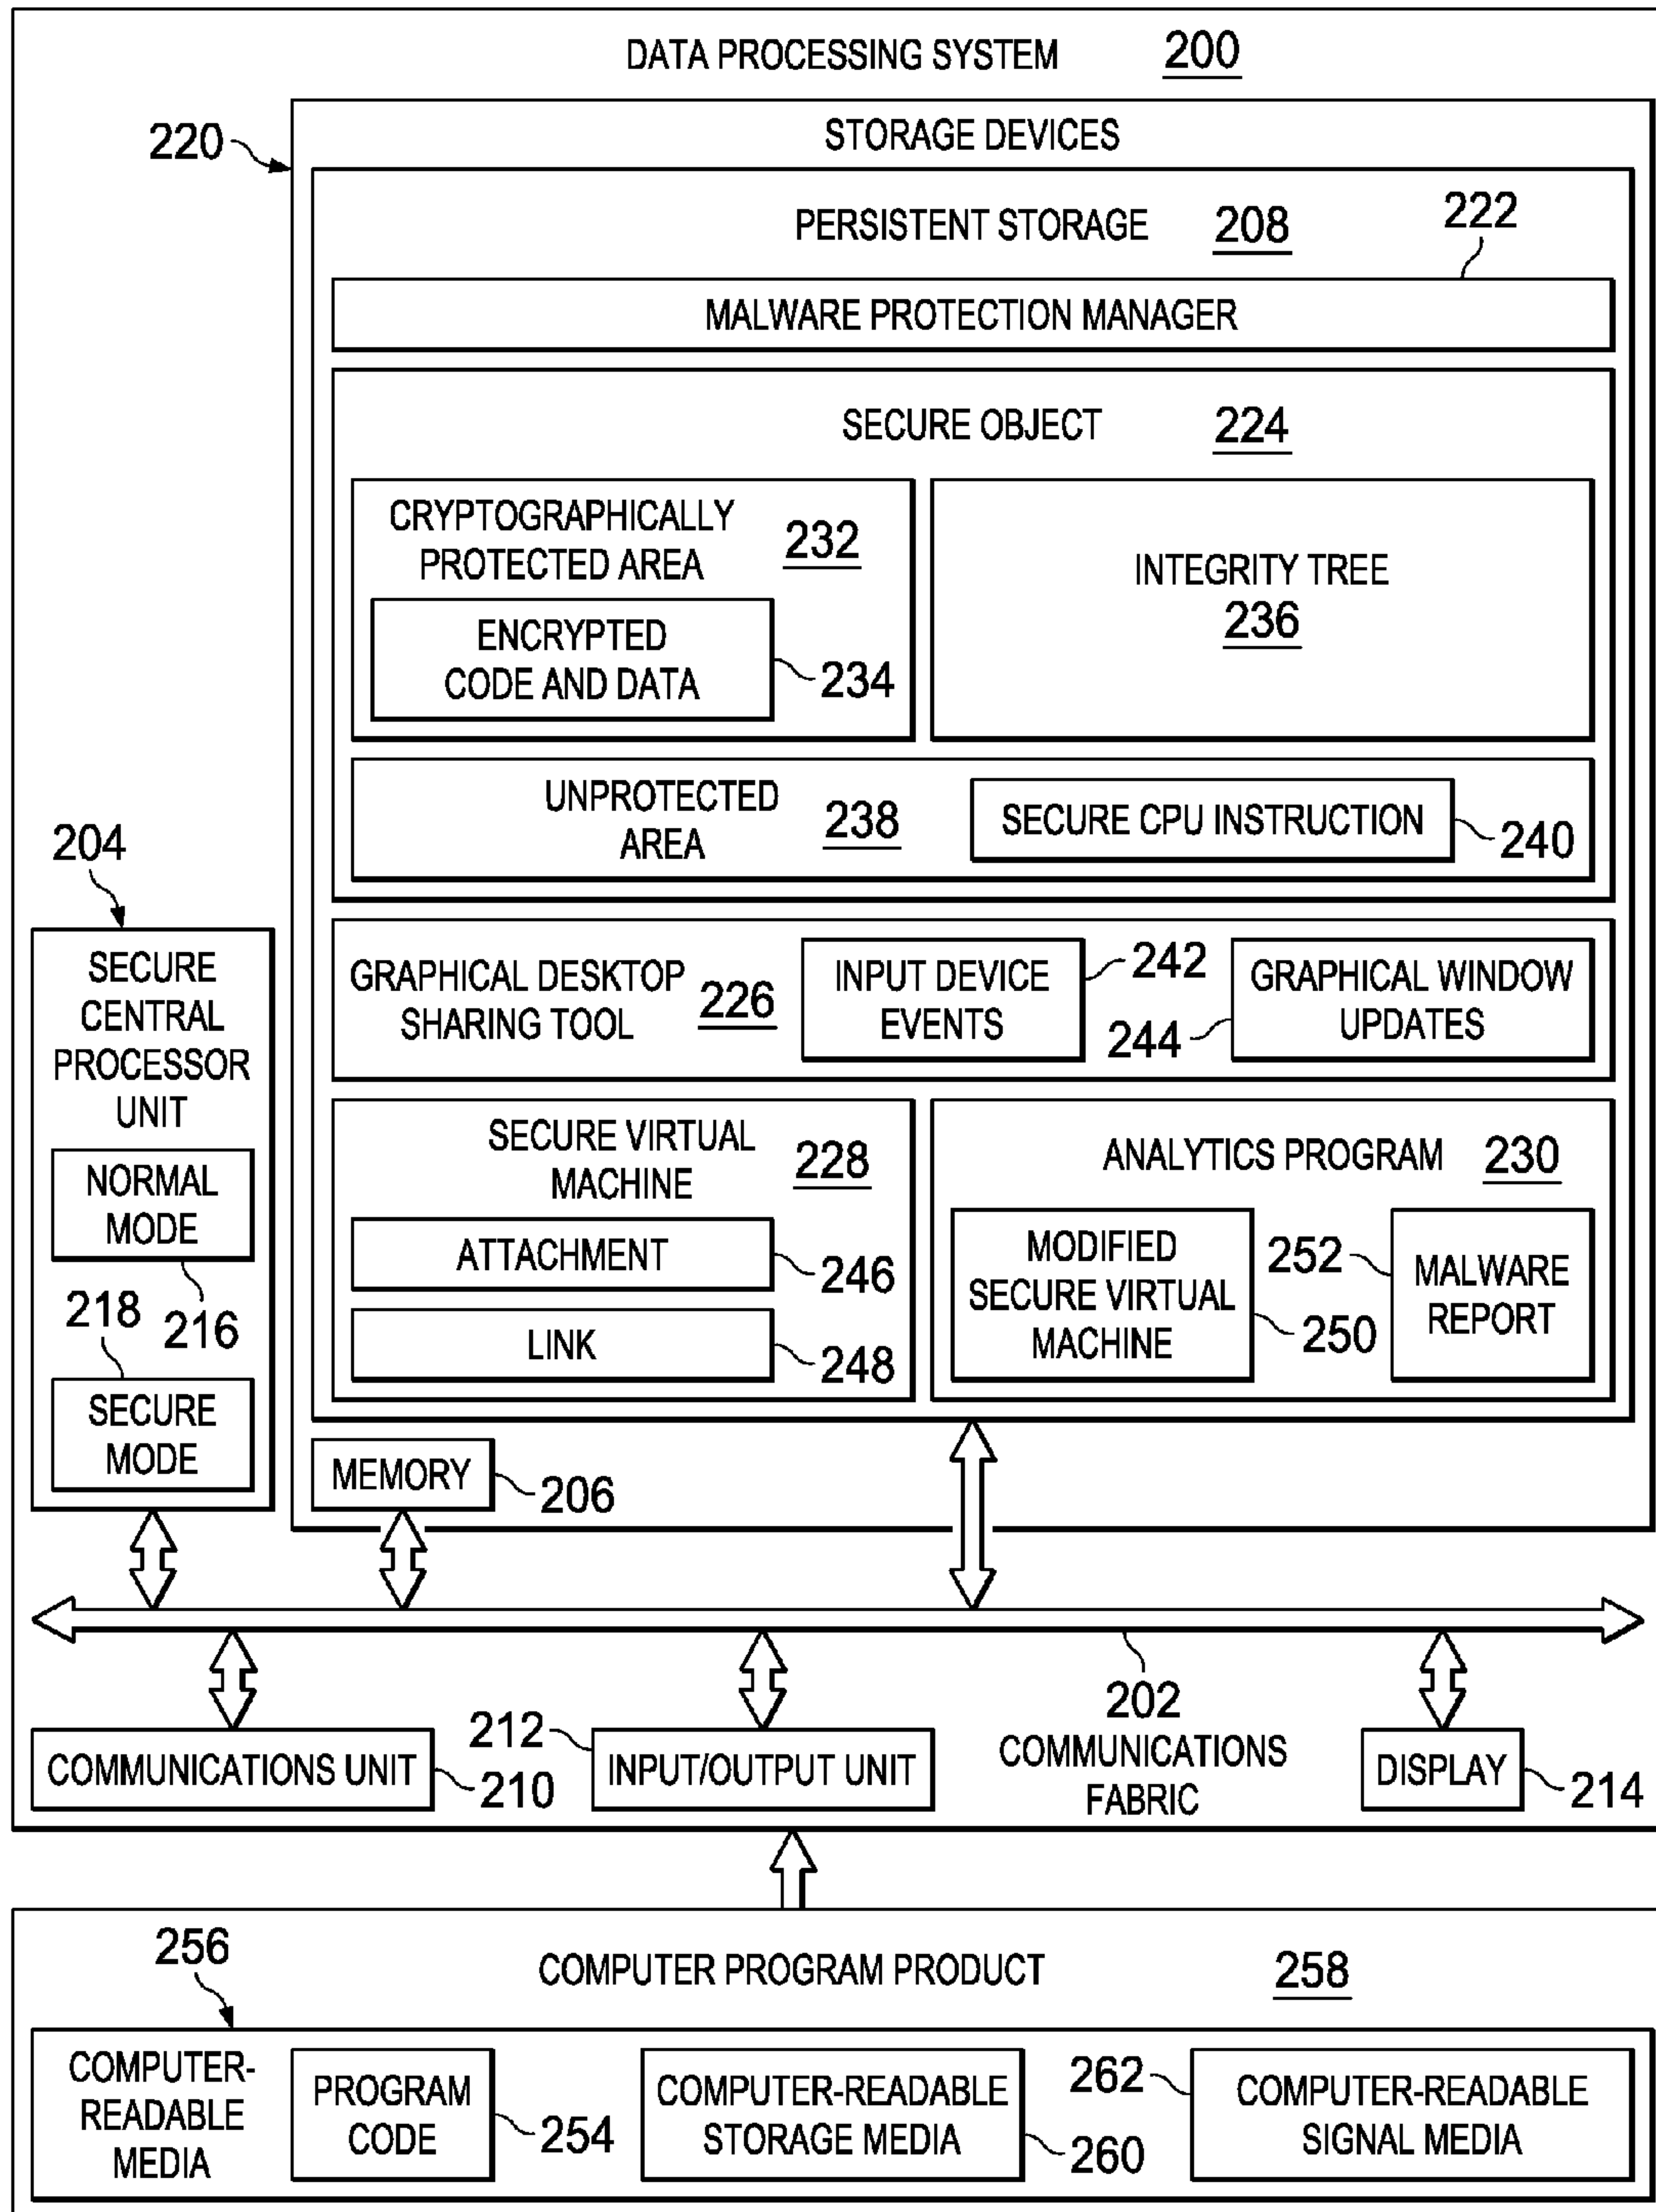 DATA PROCESSING SYSTEM 200
220
STORAGE DEVICES
PERSISTENT STORAGE 208
222
MALWARE PROTECTION MANAGER
SECURE OBJECT 224
CRYPTOGRAPHICALLY
PROTECTED AREA
232
ENCRYPTED
CODE AND DATA
234
INTEGRITY TREE
236
UNPROTECTED
AREA
238
SECURE CPU INSTRUCTION
240
204
SECURE
CENTRAL
PROCESSOR
UNIT
NORMAL
MODE
216
218
SECURE
MODE
GRAPHICAL DESKTOP
SHARING TOOL
226
INPUT DEVICE
EVENTS
242
244
GRAPHICAL WINDOW
UPDATES
SECURE VIRTUAL
MACHINE
228
ATTACHMENT
246
LINK
248
ANALYTICS PROGRAM 230
MODIFIED
SECURE VIRTUAL
MACHINE
250
252
MALWARE
REPORT
MEMORY
206
202
COMMUNICATIONS
FABRIC
COMMUNICATIONS UNIT
210
212
INPUT/OUTPUT UNIT
DISPLAY
214
256
COMPUTER PROGRAM PRODUCT 258
COMPUTER-
READABLE
MEDIA
PROGRAM
CODE
254
COMPUTER-READABLE
STORAGE MEDIA
260
262
COMPUTER-READABLE
SIGNAL MEDIA